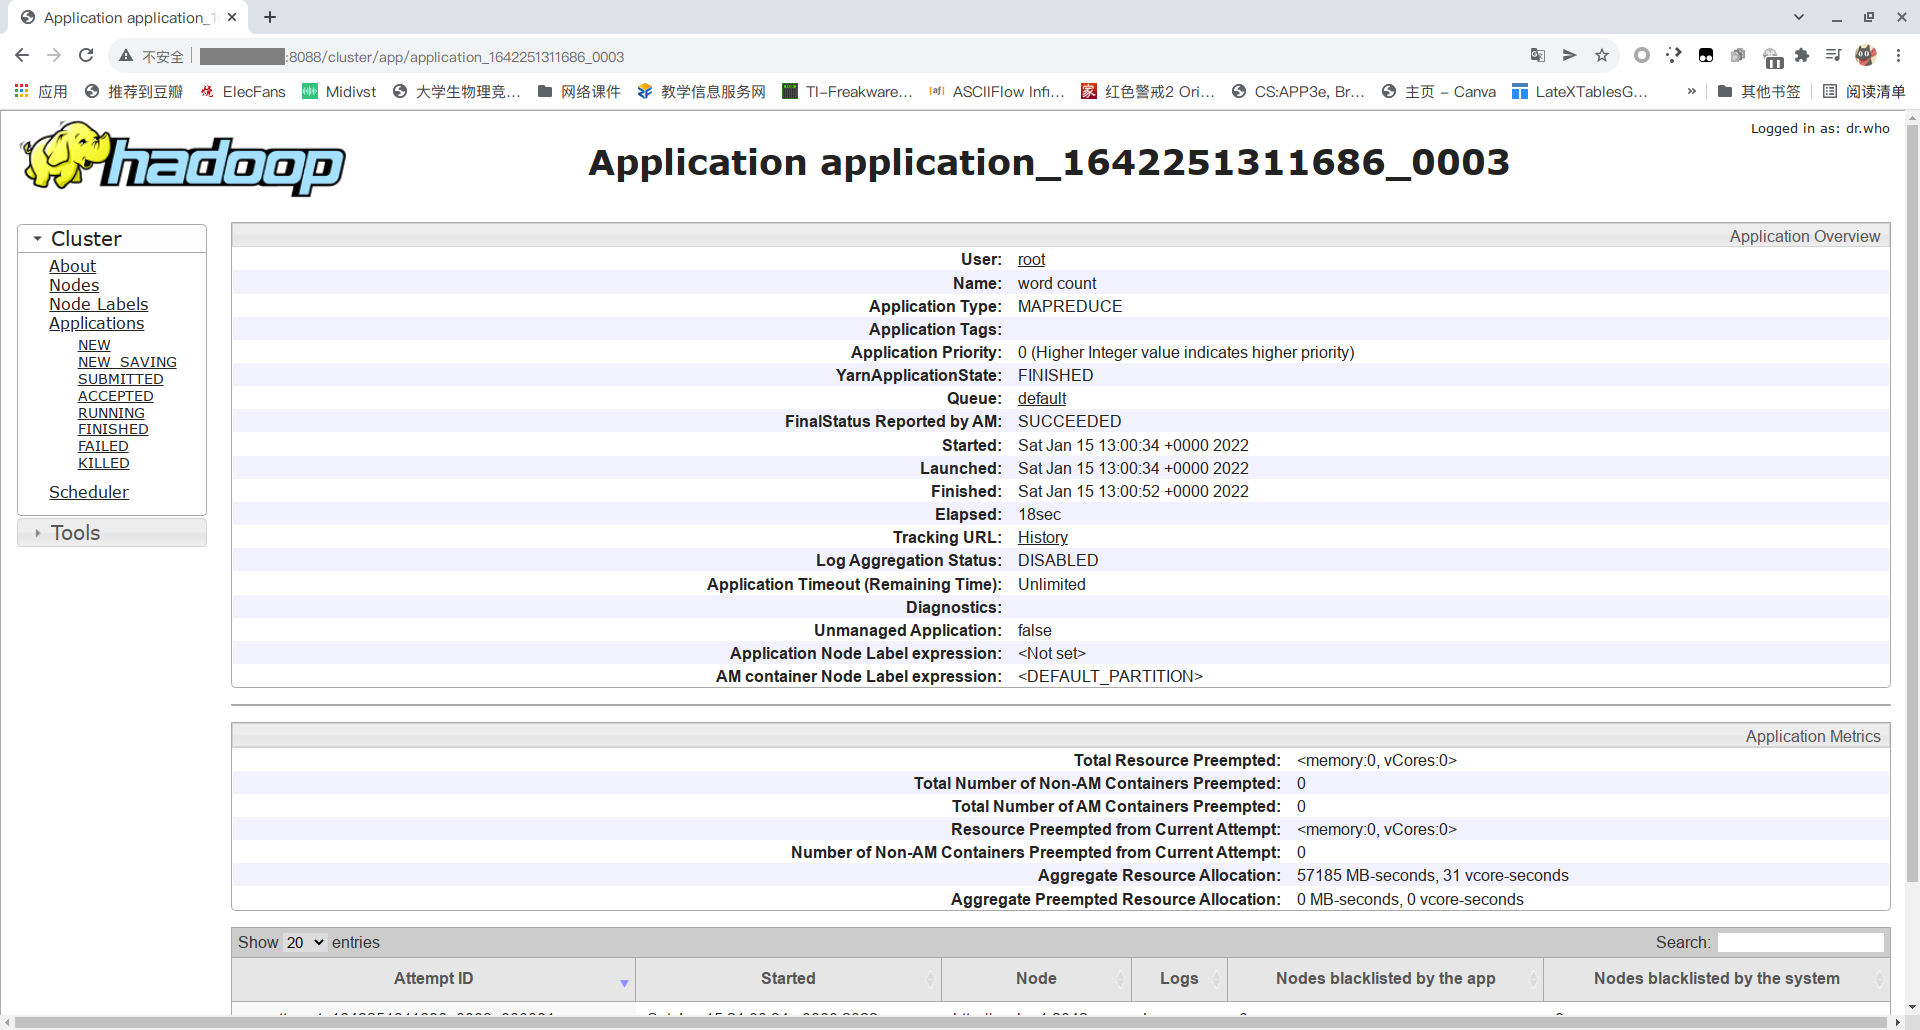 Application application_1
不安全
:8088/cluster/app/application_1642251311686_0003
应用 推荐到豆瓣 ElecFans Midivst 大学生物理竞… 网络课件 教学信息服务网 TI-Freakware… ASCIIFlow Infi… 红色警戒2 Ori… CS:APP3e, Br… 主页 – Canva LateXTablesG… » 其他书签 阅读清单
Logged in as: dr.who
hadoop
Application application_1642251311686_0003
Cluster
About
Nodes
Node Labels
Applications
NEW
NEW_SAVING
SUBMITTED
ACCEPTED
RUNNING
FINISHED
FAILED
KILLED
Scheduler
Tools
Application Overview
User: root
Name: word count
Application Type: MAPREDUCE
Application Tags:
Application Priority: 0 (Higher Integer value indicates higher priority)
YarnApplicationState: FINISHED
Queue: default
FinalStatus Reported by AM: SUCCEEDED
Started: Sat Jan 15 13:00:34 +0000 2022
Launched: Sat Jan 15 13:00:34 +0000 2022
Finished: Sat Jan 15 13:00:52 +0000 2022
Elapsed: 18sec
Tracking URL: History
Log Aggregation Status: DISABLED
Application Timeout (Remaining Time): Unlimited
Diagnostics:
Unmanaged Application: false
Application Node Label expression: <Not set>
AM container Node Label expression: <DEFAULT_PARTITION>
Application Metrics
Total Resource Preempted: <memory:0, vCores:0>
Total Number of Non-AM Containers Preempted: 0
Total Number of AM Containers Preempted: 0
Resource Preempted from Current Attempt: <memory:0, vCores:0>
Number of Non-AM Containers Preempted from Current Attempt: 0
Aggregate Resource Allocation: 57185 MB-seconds, 31 vcore-seconds
Aggregate Preempted Resource Allocation: 0 MB-seconds, 0 vcore-seconds
Show 20 entries
Search:
Attempt ID Started Node Logs Nodes blacklisted by the app Nodes blacklisted by the system